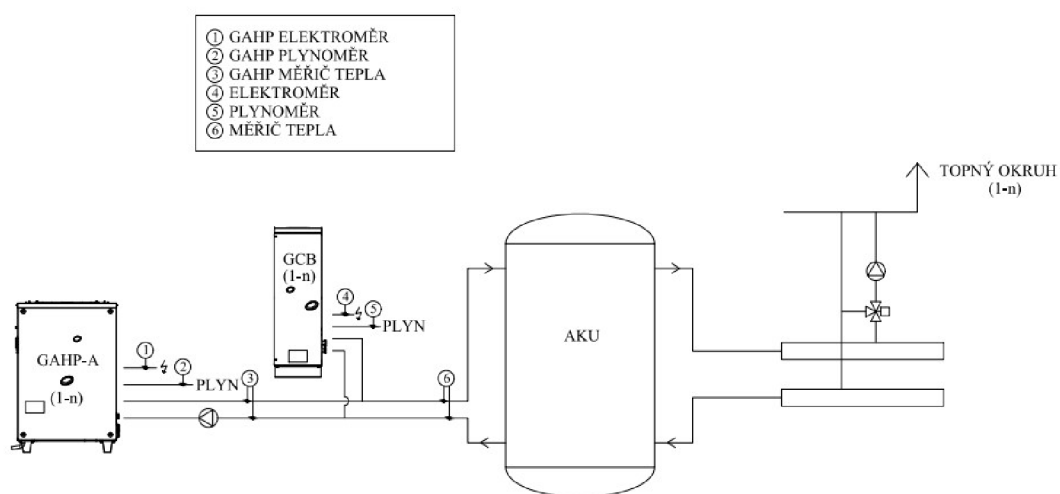 ① GAHP ELEKTROMĚR
② GAHP PLYNOMĚR
③ GAHP MĚŘIČ TEPLA
④ ELEKTROMĚR
⑤ PLYNOMĚR
⑥ MĚŘIČ TEPLA
TOPNÝ OKRUH
(1-n)
GCB
(1-n)
④
⑤
PLYN
AKU
GAHP-A
(1-n)
①
②
PLYN
③
⑥